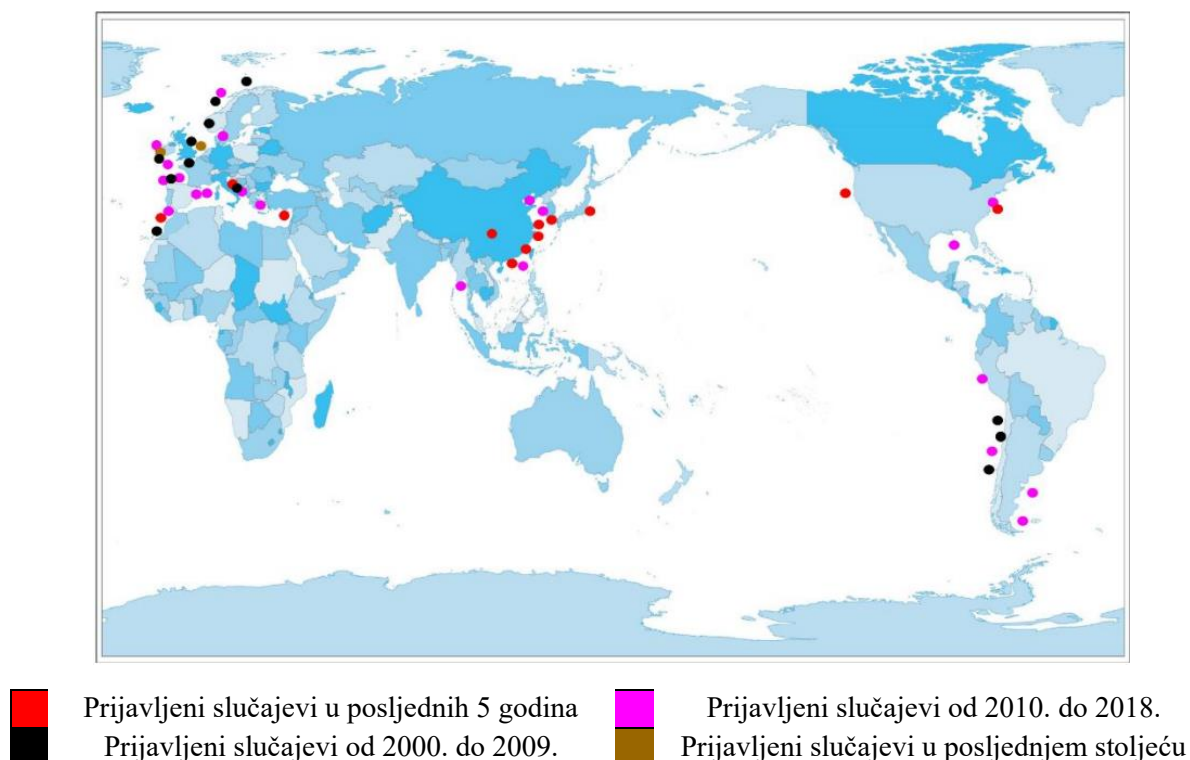 Prijavljeni slučajevi u posljednih 5 godina
Prijavljeni slučajevi od 2010. do 2018.
Prijavljeni slučajevi od 2000. do 2009.
Prijavljeni slučajevi u posljednjem stoljeću